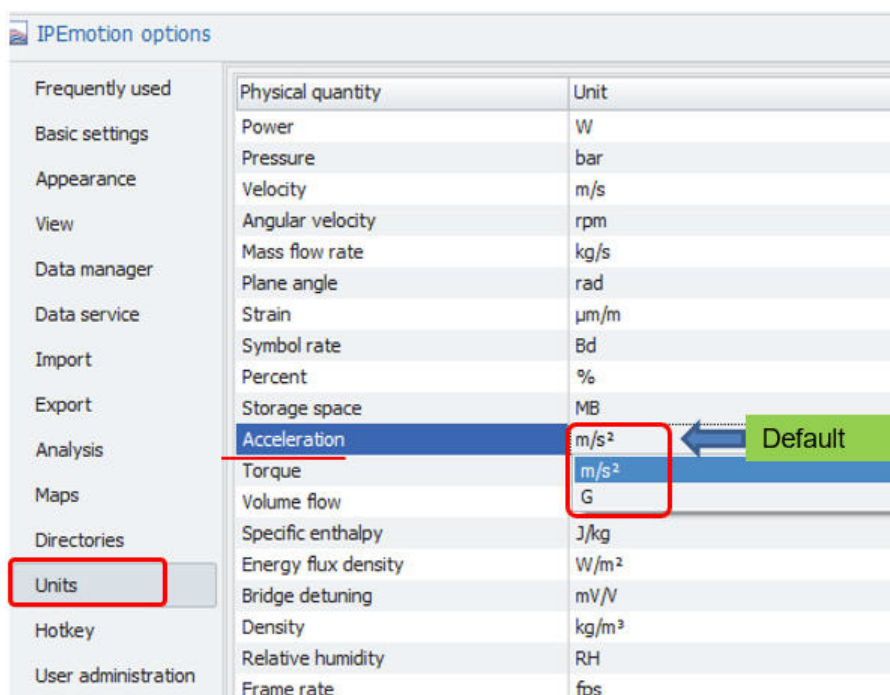 IPEmotion options
Frequently used
Basic settings
Appearance
View
Data manager
Data service
Import
Export
Analysis
Maps
Directories
Units
Hotkey
User administration
Physical quantity Unit
Power W
Pressure bar
Velocity m/s
Angular velocity rpm
Mass flow rate kg/s
Plane angle rad
Strain µm/m
Symbol rate Bd
Percent %
Storage space MB
Acceleration m/s² Default
Torque m/s²
Volume flow G
Specific enthalpy J/kg
Energy flux density W/m²
Bridge detuning mV/V
Density kg/m³
Relative humidity RH
Frame rate fps